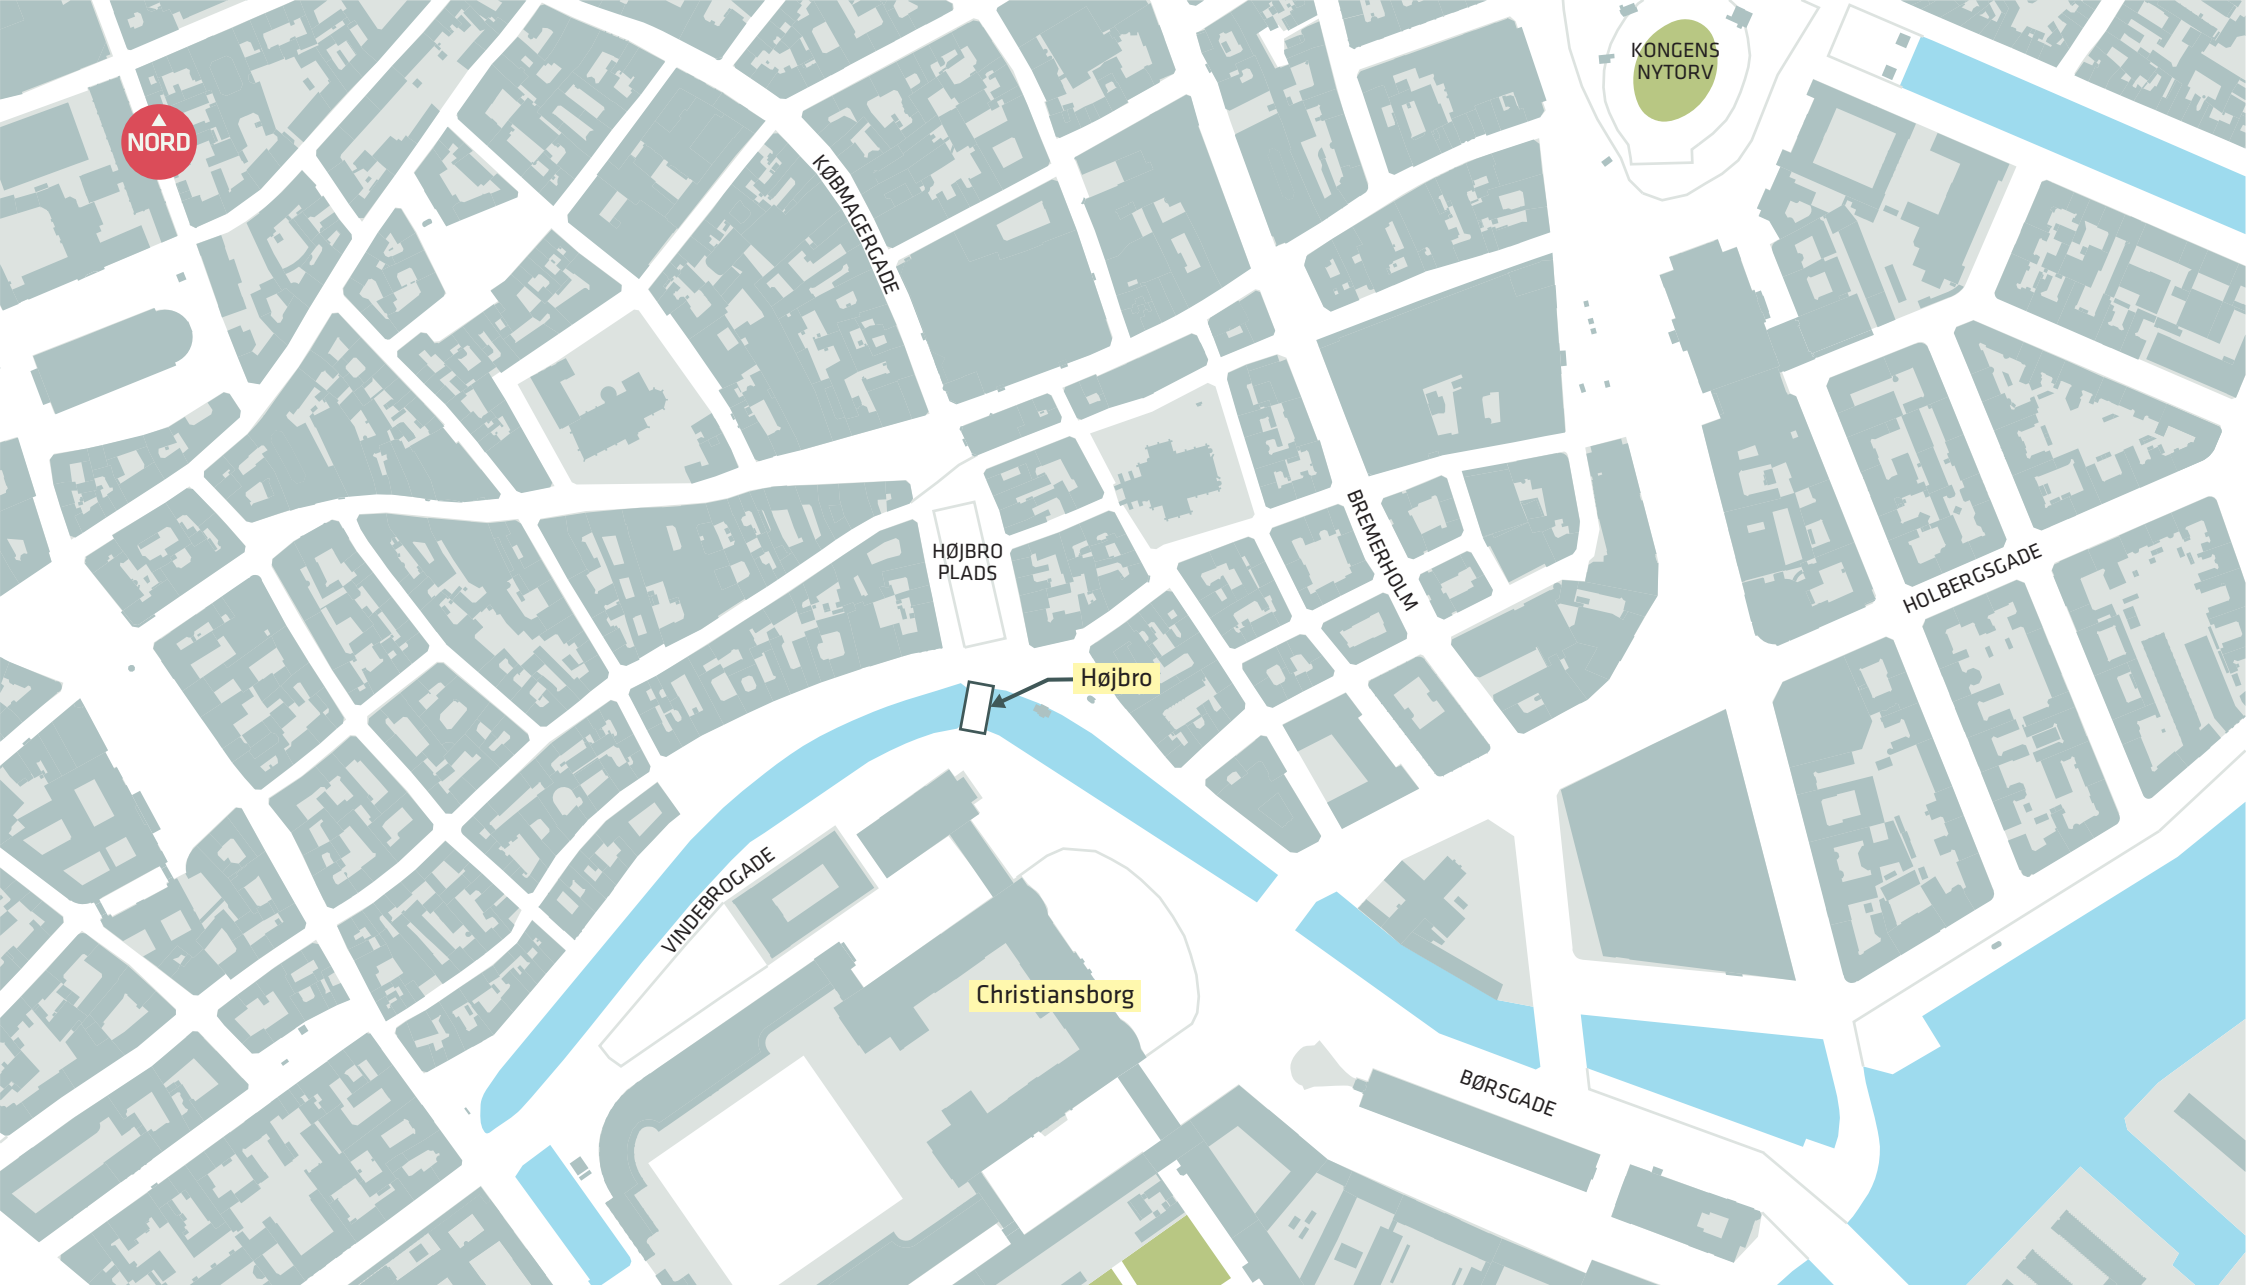 KONGENS
NYTORV
NORD
KØBMAGERGADE
BREMERHOLM
HØJBRO
PLADS
HOLBERGSGADE
Højbro
VINDEBROGADE
Christiansborg
BØRSGADE